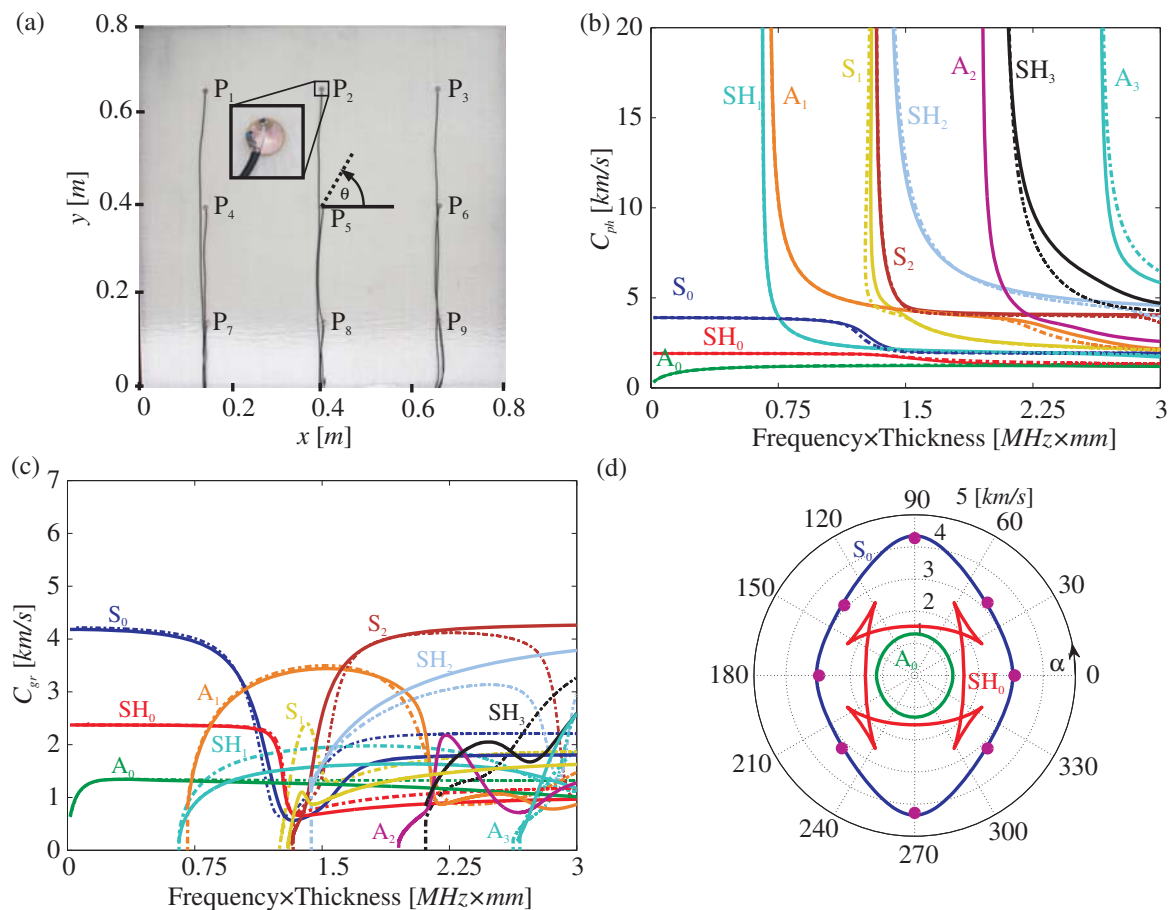 (a)
0.8
0.6
0.4
0.2
0
y [m]
P1
P2
P3
P4
P5
P6
P7
P8
P9
θ
0
0.2
0.4
0.6
0.8
x [m]
(b)
20
15
10
5
0
Cph [km/s]
SH1
A1
S1
SH2
A2
SH3
A3
S2
S0
SH0
A0
0
0.75
1.5
2.25
3
Frequency×Thickness [MHz×mm]
(c)
7
6
5
4
3
2
1
0
Cgr [km/s]
S0
S2
SH2
A1
S1
SH3
SH0
SH1
A0
A2
A3
0
0.75
1.5
2.25
3
Frequency×Thickness [MHz×mm]
(d)
90
5 [km/s]
120
60
4
S0
3
150
30
2
1
A0
α
180
SH0
0
210
330
240
300
270